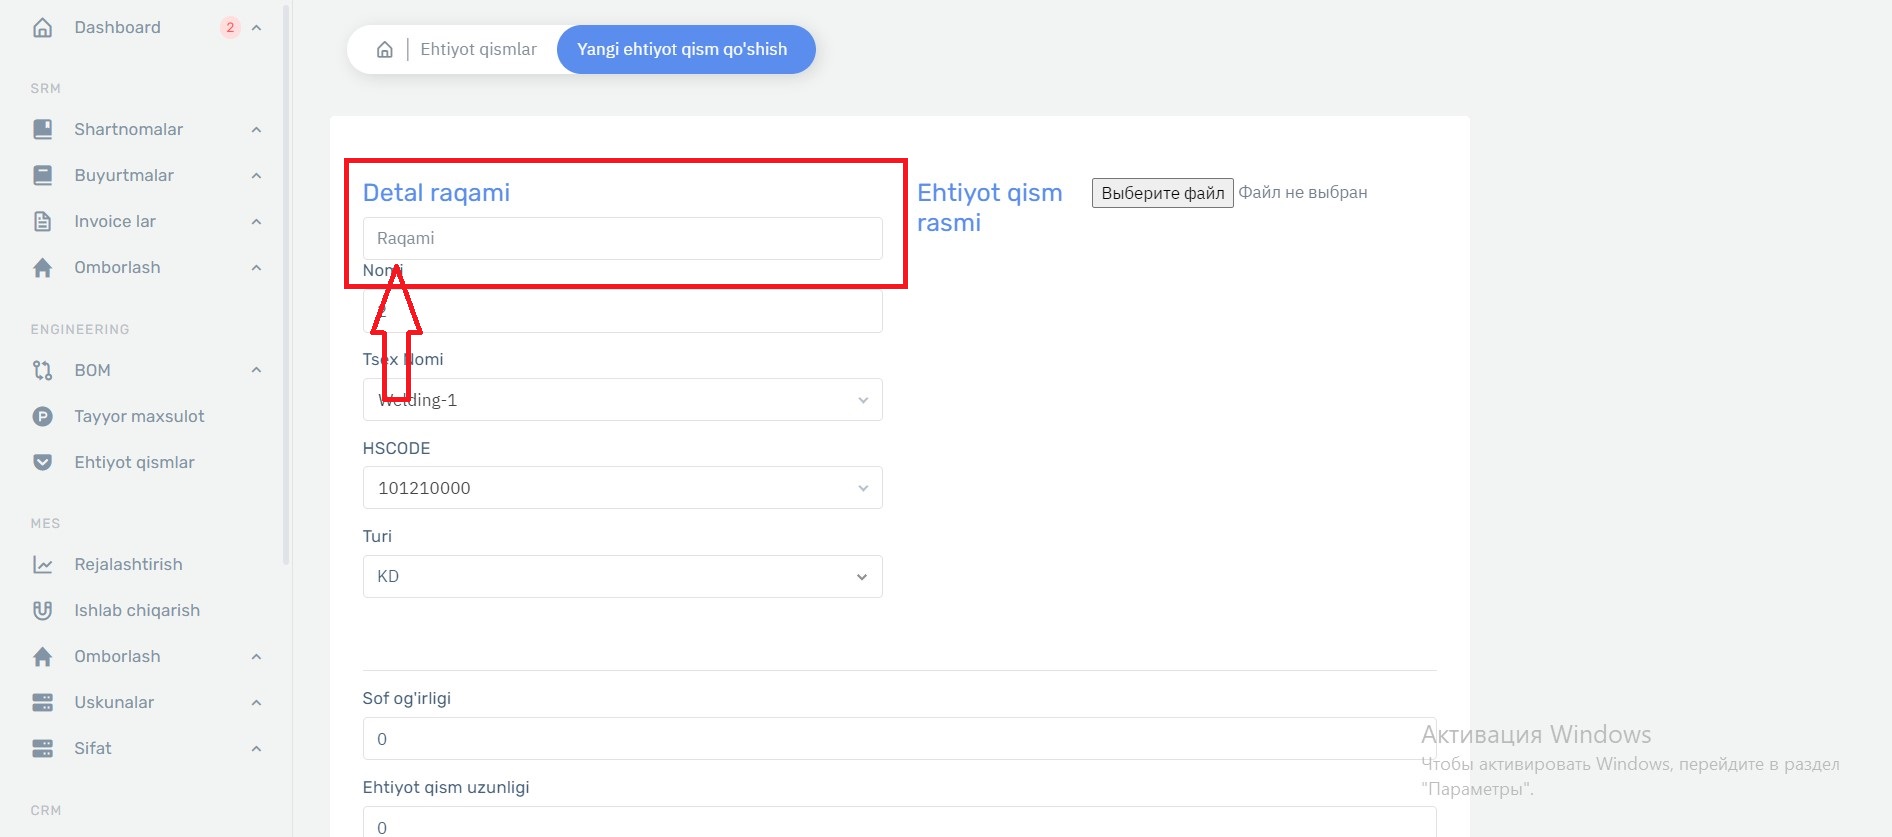 Dashboard 2
SRM
Shartnomalar
Buyurtmalar
Invoice lar
Omborlash
ENGINEERING
BOM
Tayyor maxsulot
Ehtiyot qismlar
MES
Rejalashtirish
Ishlab chiqarish
Omborlash
Uskunalar
Sifat
CRM
Ehtiyot qismlar
Yangi ehtiyot qism qo'shish
Detal raqami
Raqami
Nomi
2
Tsex Nomi
Welding-1
HSCODE
101210000
Turi
KD
Ehtiyot qism
rasmi
Выберите файл Файл не выбран
Sof og'irligi
0
Ehtiyot qism uzunligi
0
Активация Windows
Чтобы активировать Windows, перейдите в раздел
"Параметры".